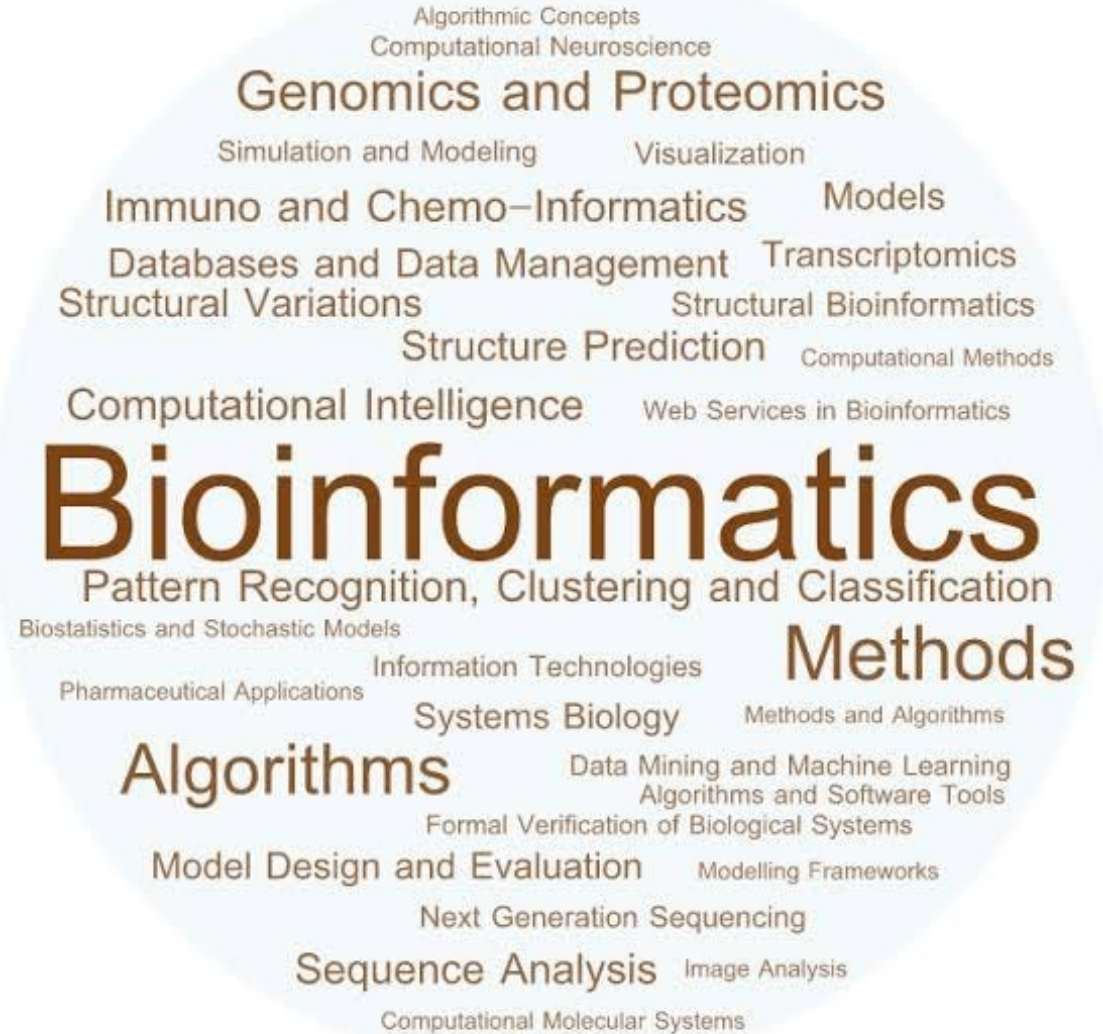 Algorithmic Concepts
Computational Neuroscience
Genomics and Proteomics
Simulation and Modeling
Visualization
Immuno and Chemo–Informatics
Models
Databases and Data Management
Transcriptomics
Structural Variations
Structural Bioinformatics
Structure Prediction
Computational Methods
Computational Intelligence
Web Services in Bioinformatics
Bioinformatics
Pattern Recognition, Clustering and Classification
Biostatistics and Stochastic Models
Methods
Information Technologies
Pharmaceutical Applications
Systems Biology
Methods and Algorithms
Algorithms
Data Mining and Machine Learning
Algorithms and Software Tools
Formal Verification of Biological Systems
Model Design and Evaluation
Modelling Frameworks
Next Generation Sequencing
Sequence Analysis
Image Analysis
Computational Molecular Systems